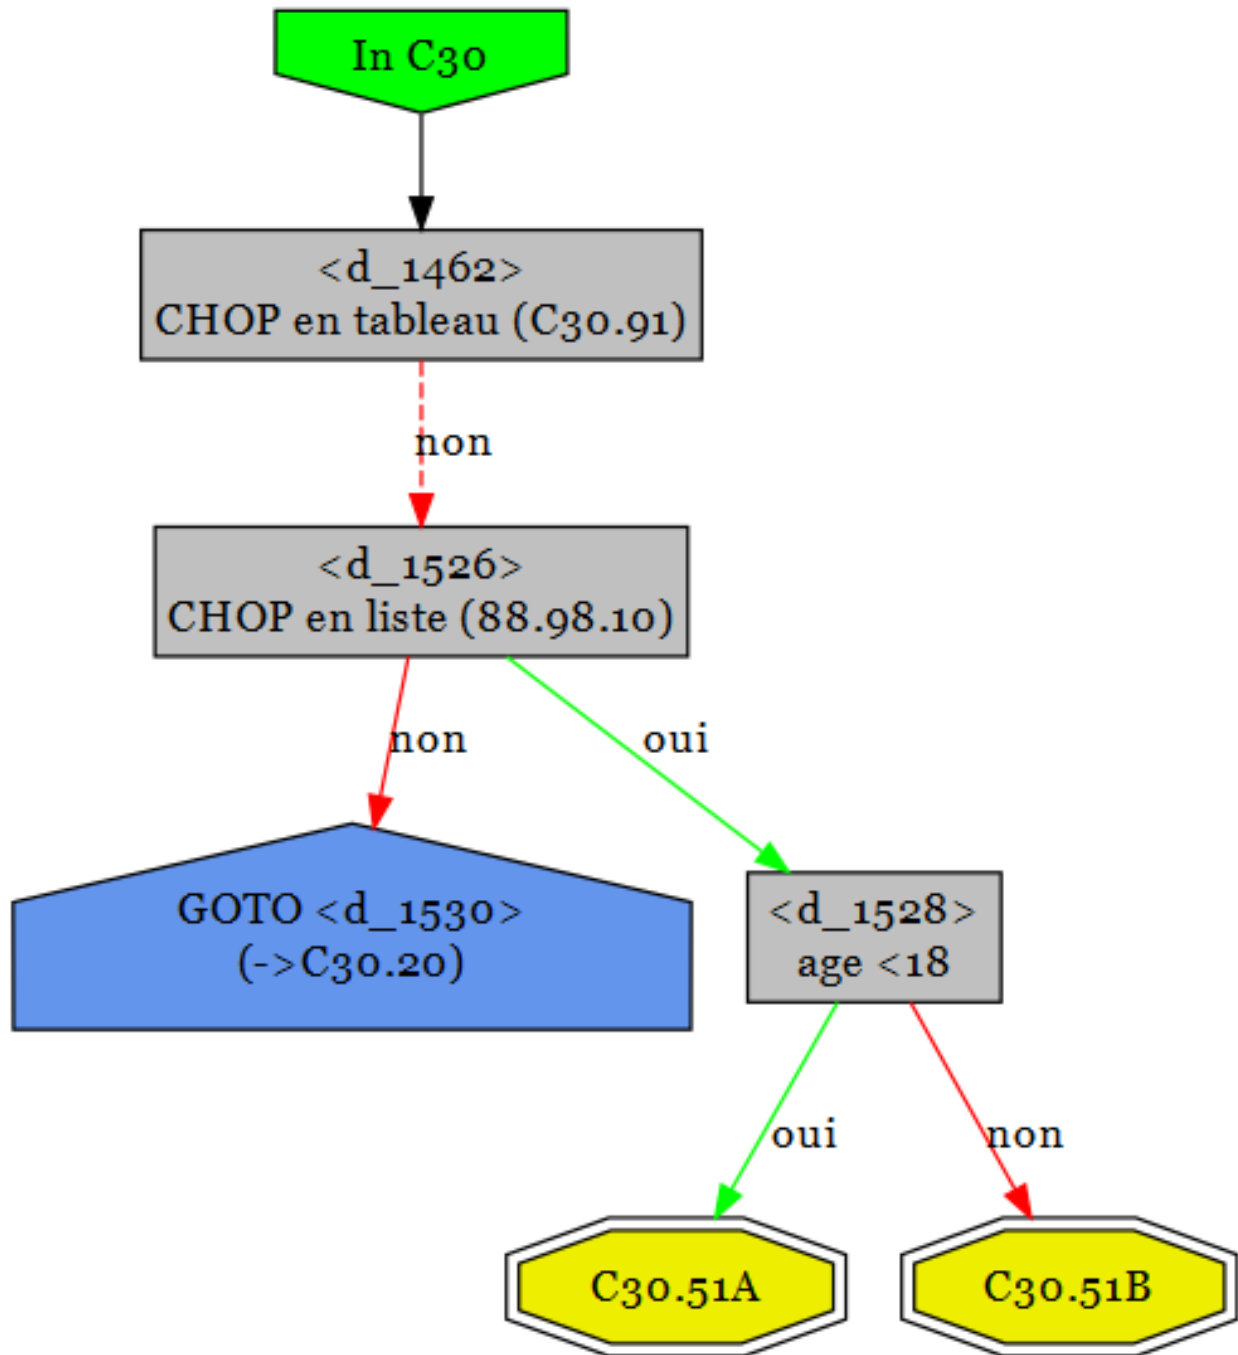 In C30
<d_1462>
CHOP en tableau (C30.91)
non
<d_1526>
CHOP en liste (88.98.10)
non
oui
GOTO <d_1530>
(->C30.20)
<d_1528>
age <18
oui
non
C30.51A
C30.51B